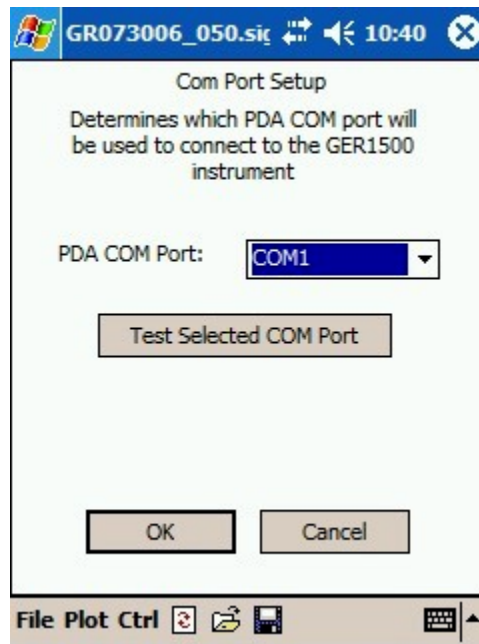 GR073006_050.sig 10:40
Com Port Setup
Determines which PDA COM port will
be used to connect to the GER1500
instrument
PDA COM Port: COM1
Test Selected COM Port
OK Cancel
File Plot Ctrl